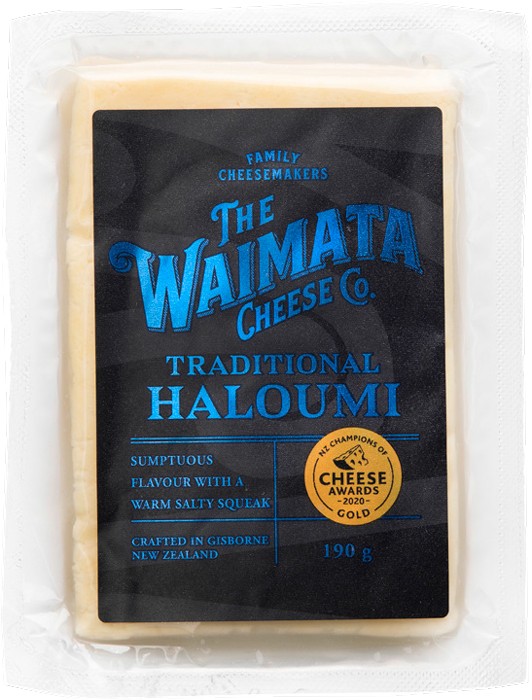 FAMILY
CHEESEMAKERS
THE
WAIMATA
CHEESE CO.
TRADITIONAL
HALOUMI
SUMPTUOUS
FLAVOUR WITH A
WARM SALTY SQUEAK
NZ CHAMPIONS OF
CHEESE
AWARDS
-2020-
GOLD
CRAFTED IN GISBORNE
NEW ZEALAND
190 g